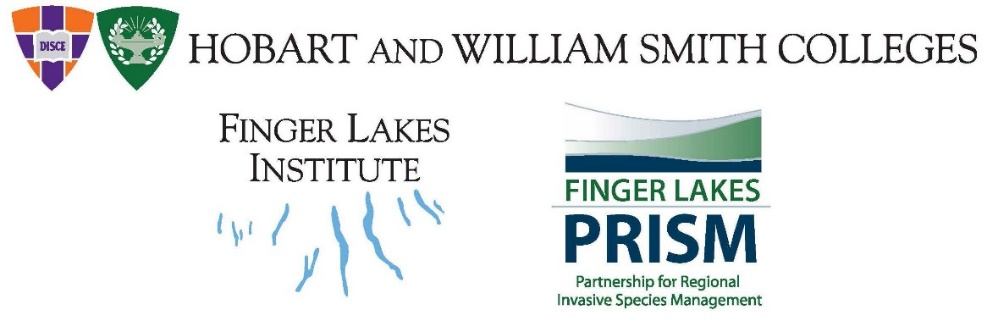 DISCE
HOBART AND WILLIAM SMITH COLLEGES
FINGER LAKES
INSTITUTE
FINGER LAKES
PRISM
Partnership for Regional
Invasive Species Management